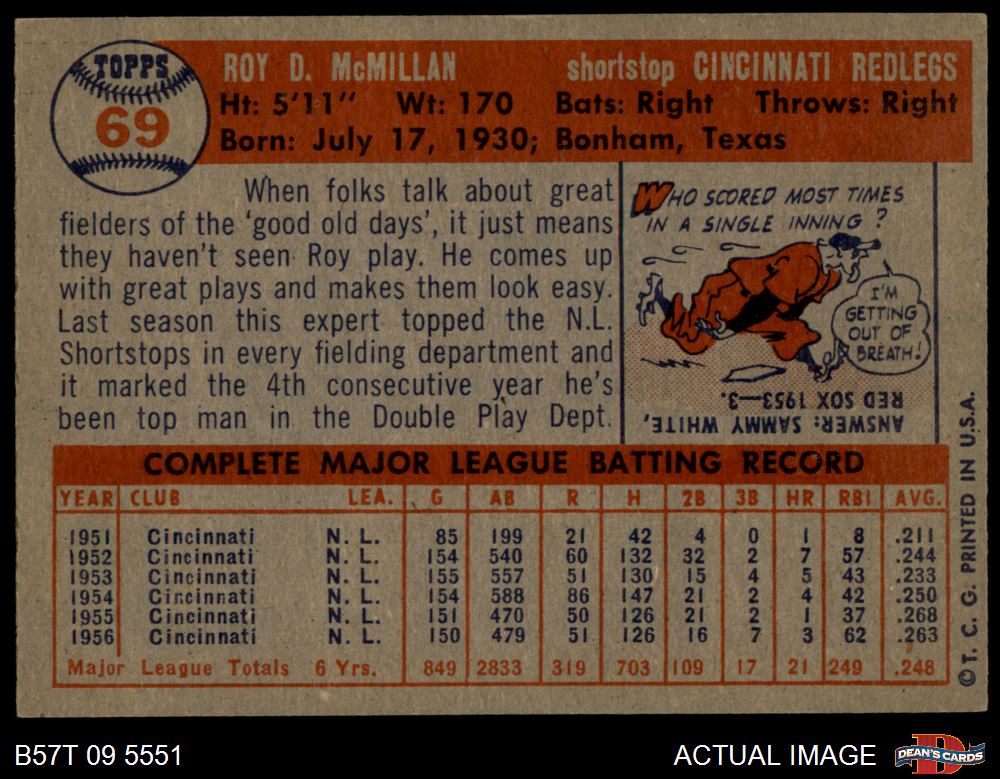 TOPPS
69
ROY D. McMILLAN shortstop CINCINNATI REDLEGS
Ht: 5'11" Wt: 170 Bats: Right Throws: Right
Born: July 17, 1930; Bonham, Texas
When folks talk about great
fielders of the 'good old days', it just means
they haven't seen Roy play. He comes up
with great plays and makes them look easy.
Last season this expert topped the N.L.
Shortstops in every fielding department and
it marked the 4th consecutive year he's
been top man in the Double Play Dept.
WHO SCORED MOST TIMES
IN A SINGLE INNING?
I'M
GETTING
OUT OF
BREATH!
ANSWER: SAMMY WHITE,
RED SOX 1953—3.
COMPLETE MAJOR LEAGUE BATTING RECORD
YEAR CLUB LEA. G AB R H 2B 3B HR RBI AVG.
1951 Cincinnati N. L. 85 199 21 42 4 0 1 8 .211
1952 Cincinnati N. L. 154 540 60 132 32 2 7 57 .244
1953 Cincinnati N. L. 155 557 51 130 15 4 5 43 .233
1954 Cincinnati N. L. 154 588 86 147 21 2 4 42 .250
1955 Cincinnati N. L. 151 470 50 126 21 2 1 37 .268
1956 Cincinnati N. L. 150 479 51 126 16 7 3 62 .263
Major League Totals 6 Yrs. 849 2833 319 703 109 17 21 249 .248
©T. C. G. PRINTED IN U.S.A.
B57T 09 5551 ACTUAL IMAGE
DEAN'S CARDS